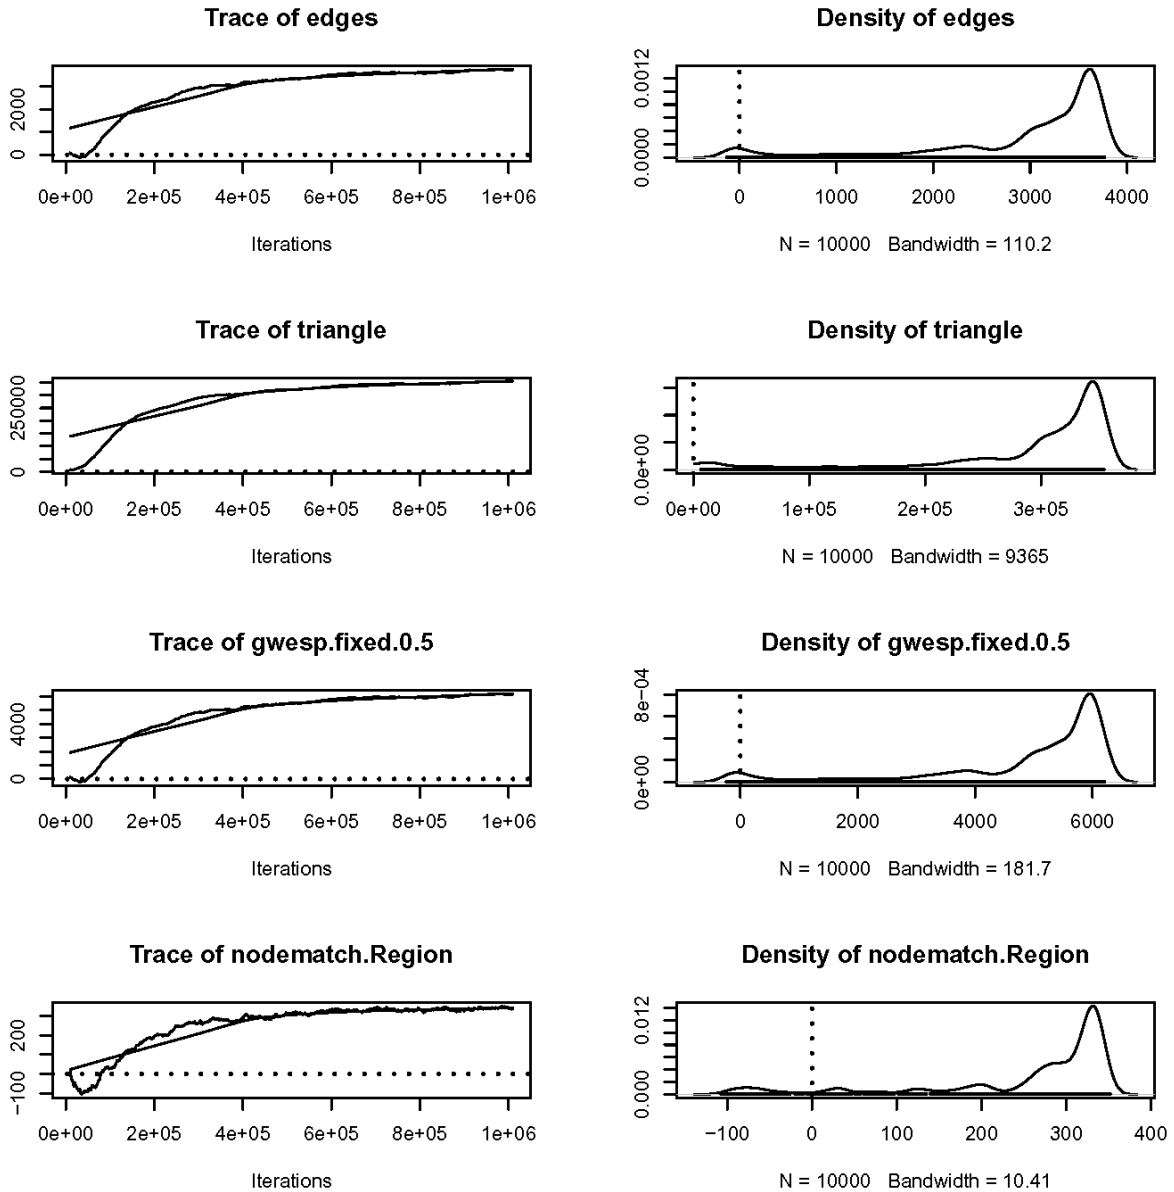 Trace of edges
0 2000
0e+00 2e+05 4e+05 6e+05 8e+05 1e+06
Iterations
Density of edges
0.0000 0.0012
0 1000 2000 3000 4000
N = 10000 Bandwidth = 110.2
Trace of triangle
0 250000
0e+00 2e+05 4e+05 6e+05 8e+05 1e+06
Iterations
Density of triangle
0.0e+00
0e+00 1e+05 2e+05 3e+05
N = 10000 Bandwidth = 9365
Trace of gwesp.fixed.0.5
0 4000
0e+00 2e+05 4e+05 6e+05 8e+05 1e+06
Iterations
Density of gwesp.fixed.0.5
0e+00 8e−04
0 2000 4000 6000
N = 10000 Bandwidth = 181.7
Trace of nodematch.Region
−100 200
0e+00 2e+05 4e+05 6e+05 8e+05 1e+06
Iterations
Density of nodematch.Region
0.000 0.012
−100 0 100 200 300 400
N = 10000 Bandwidth = 10.41